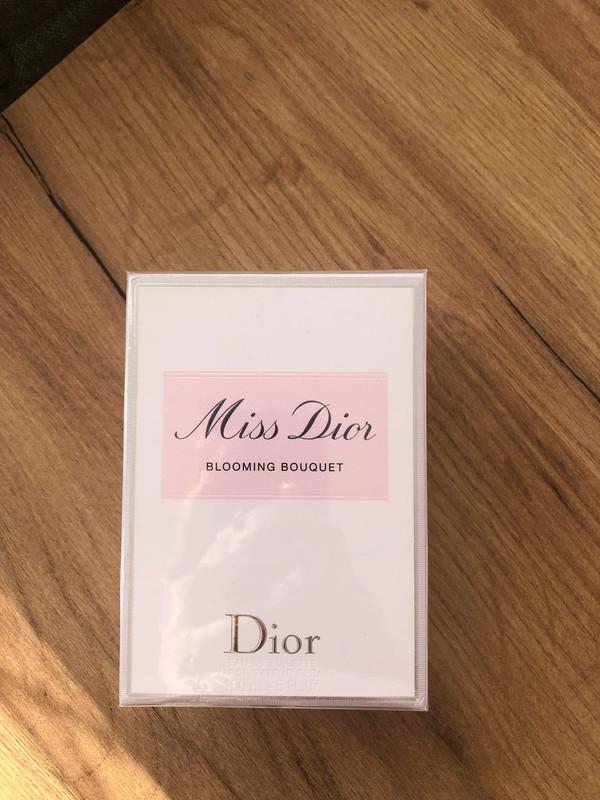 Miss Dior
BLOOMING BOUQUET
Dior
EAU DE TOILETTE